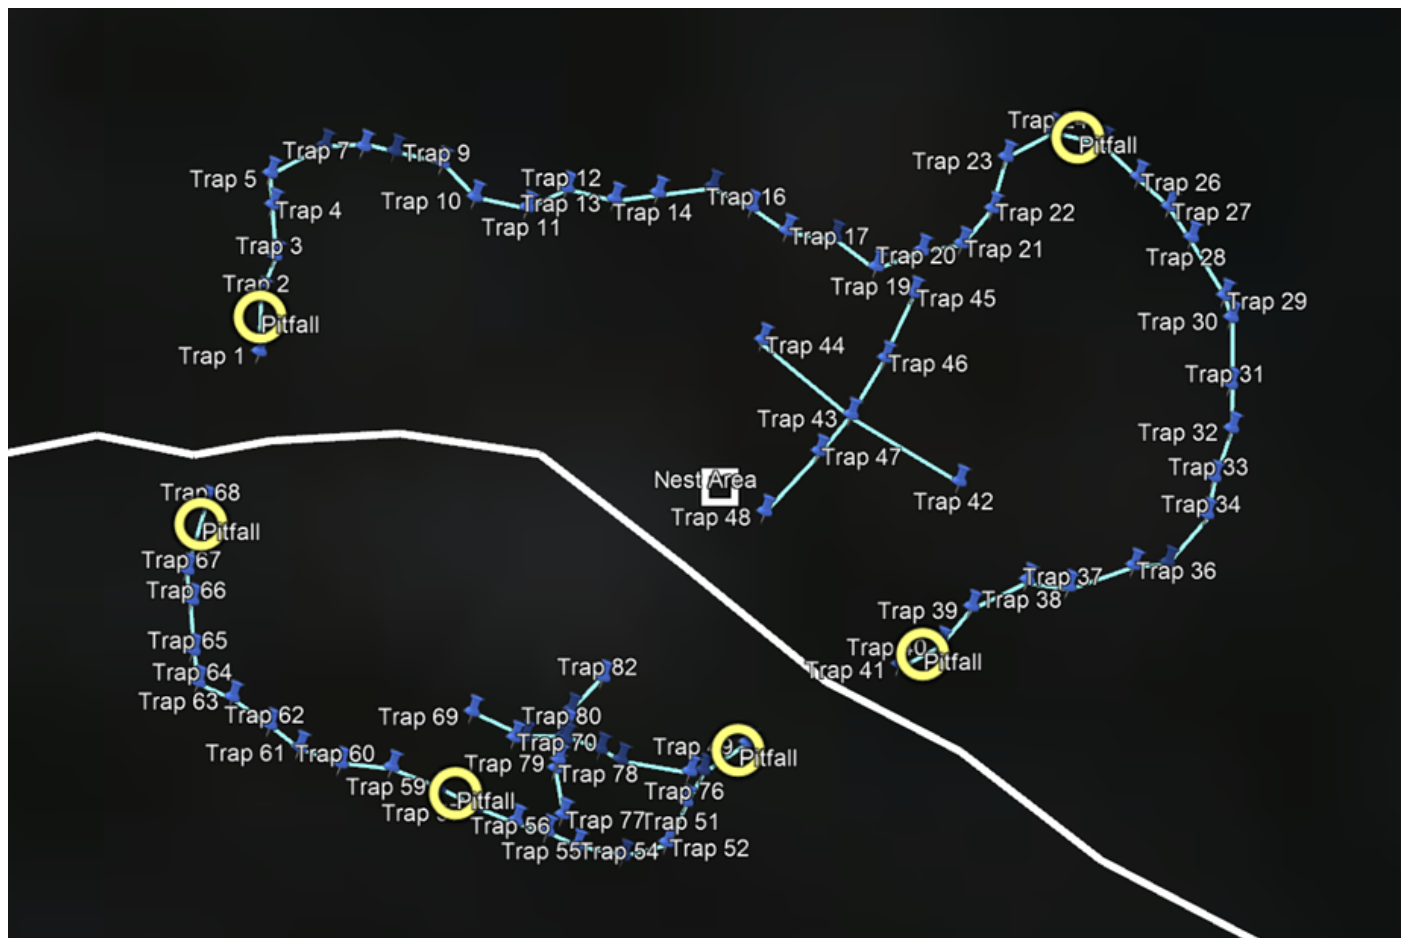 Trap 5
Trap 7
Trap 9
Trap 10
Trap 4
Trap 3
Trap 2
Pitfall
Trap 1
Trap 12
Trap 13
Trap 11
Trap 14
Trap 16
Trap 17
Trap 20
Trap 19
Trap 21
Trap 22
Trap 23
Trap
Pitfall
Trap 26
Trap 27
Trap 28
Trap 29
Trap 30
Trap 31
Trap 32
Trap 33
Trap 34
Trap 36
Trap 37
Trap 38
Trap 39
Trap
Pitfall
Trap 41
Trap 45
Trap 44
Trap 46
Trap 43
Trap 47
Trap 42
Nest Area
Trap 48
Trap 68
Pitfall
Trap 67
Trap 66
Trap 65
Trap 64
Trap 63
Trap 62
Trap 61
Trap 60
Trap 59
Trap
Pitfall
Trap 56
Trap 55
Trap 54
Trap 52
Trap 51
Trap 77
Trap 76
Trap
Pitfall
Trap 78
Trap 79
Trap 70
Trap 80
Trap 69
Trap 82